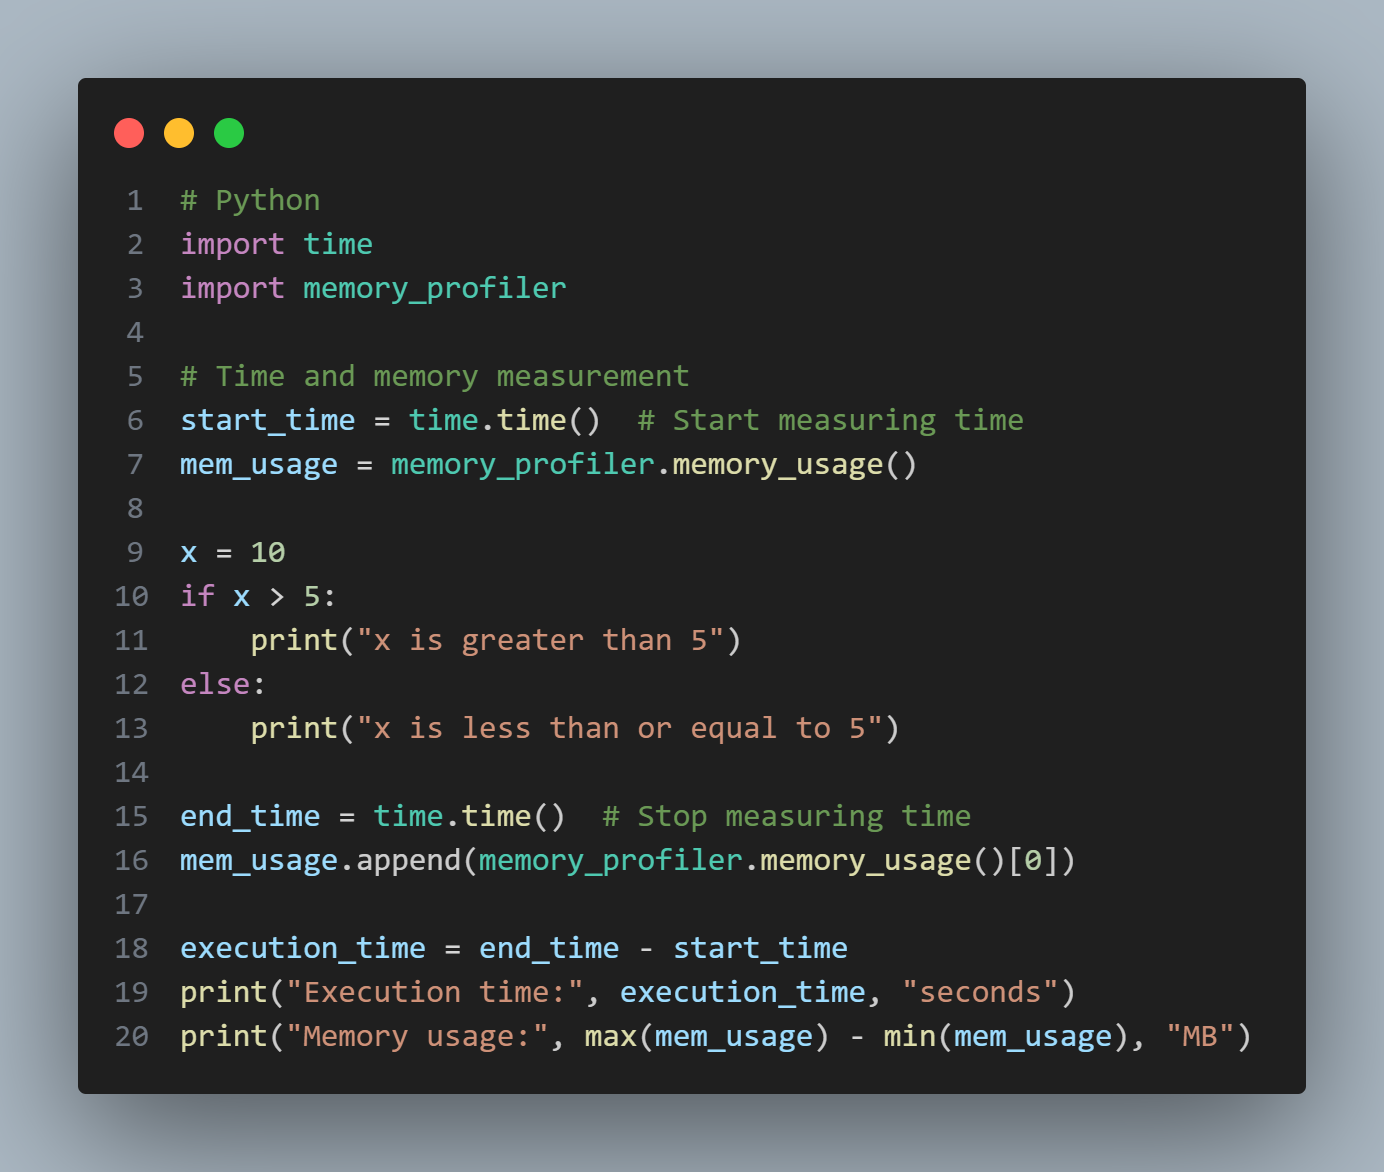 1 # Python
2 import time
3 import memory_profiler
4
5 # Time and memory measurement
6 start_time = time.time()  # Start measuring time
7 mem_usage = memory_profiler.memory_usage()
8
9 x = 10
10 if x > 5:
11     print("x is greater than 5")
12 else:
13     print("x is less than or equal to 5")
14
15 end_time = time.time()  # Stop measuring time
16 mem_usage.append(memory_profiler.memory_usage()[0])
17
18 execution_time = end_time - start_time
19 print("Execution time:", execution_time, "seconds")
20 print("Memory usage:", max(mem_usage) - min(mem_usage), "MB")